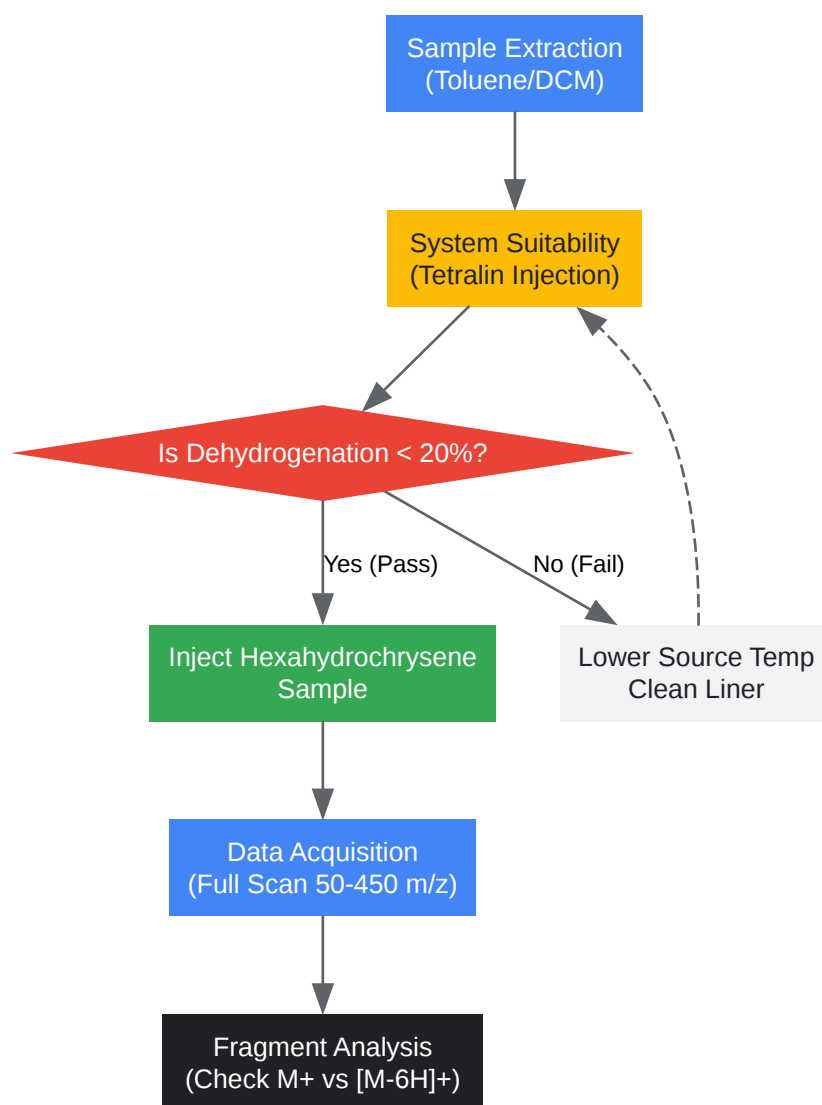 Sample Extraction
(Toluene/DCM)
System Suitability
(Tetralin Injection)
Is Dehydrogenation < 20%?
Yes (Pass)
No (Fail)
Inject Hexahydrochrysene
Sample
Lower Source Temp
Clean Liner
Data Acquisition
(Full Scan 50-450 m/z)
Fragment Analysis
(Check M+ vs [M-6H]+)